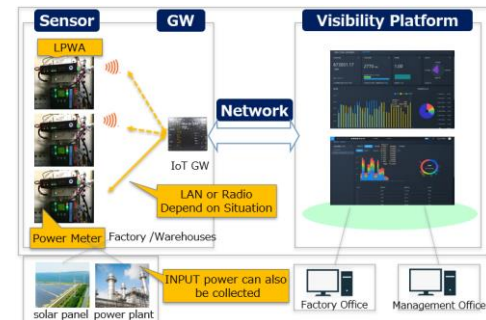 Sensor
GW
Visibility Platform
LPWA
Network
IoT GW
LAN or Radio
Depend on Situation
Power Meter
Factory /Warehouses
INPUT power can also
be collected
solar panel
power plant
Factory Office
Management Office